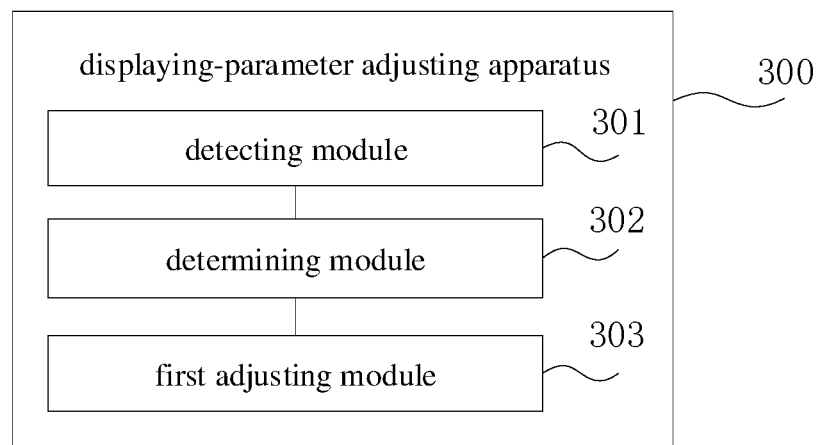 displaying-parameter adjusting apparatus
300
detecting module
301
determining module
302
first adjusting module
303